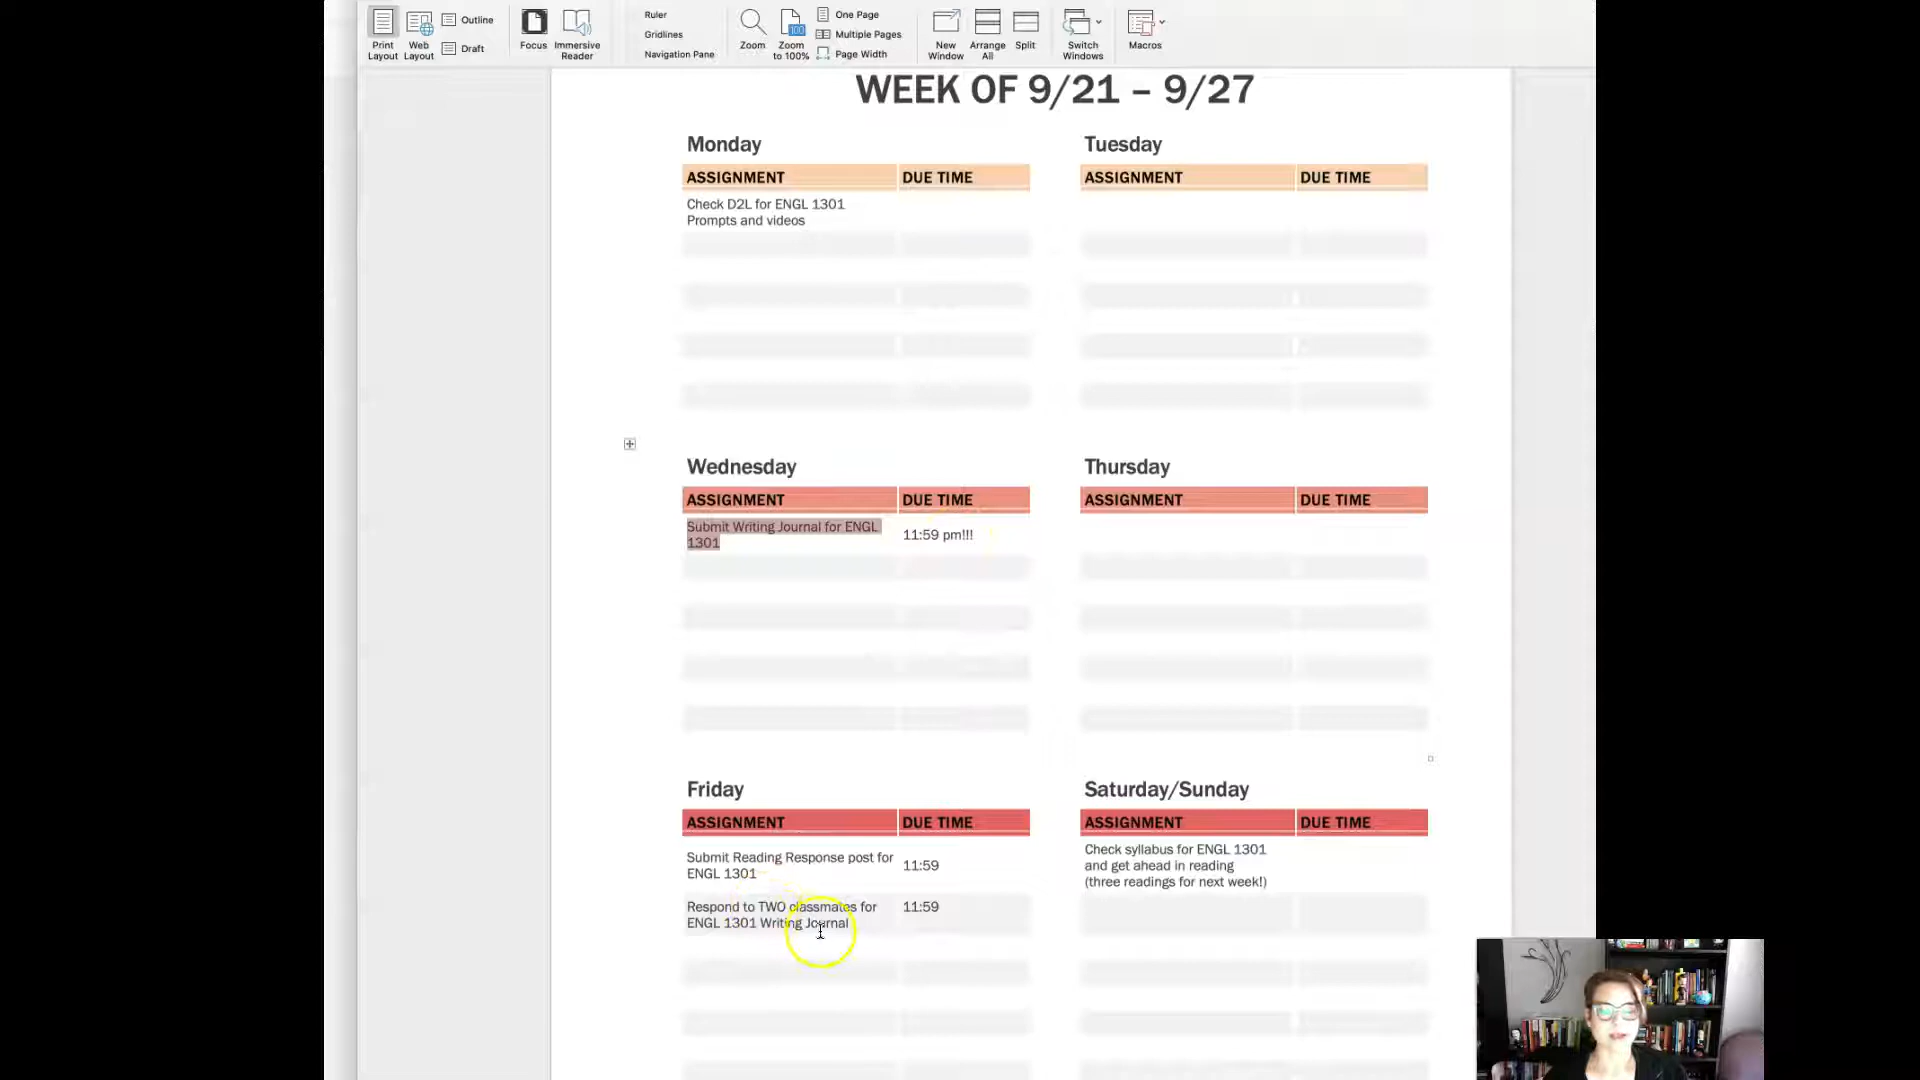 Print
Layout
Web
Layout
Outline
Draft
Focus
Immersive
Reader
Ruler
Gridlines
Navigation Pane
Zoom
100
Zoom
to 100%
One Page
Multiple Pages
Page Width
New
Window
Arrange
All
Split
Switch
Windows
Macros
WEEK OF 9/21 – 9/27
Monday
ASSIGNMENT DUE TIME
Check D2L for ENGL 1301
Prompts and videos
Tuesday
ASSIGNMENT DUE TIME
Wednesday
ASSIGNMENT DUE TIME
Submit Writing Journal for ENGL
1301
11:59 pm!!!
Thursday
ASSIGNMENT DUE TIME
Friday
ASSIGNMENT DUE TIME
Submit Reading Response post for
ENGL 1301
11:59
Respond to TWO classmates for
ENGL 1301 Writing Journal
11:59
Saturday/Sunday
ASSIGNMENT DUE TIME
Check syllabus for ENGL 1301
and get ahead in reading
(three readings for next week!)